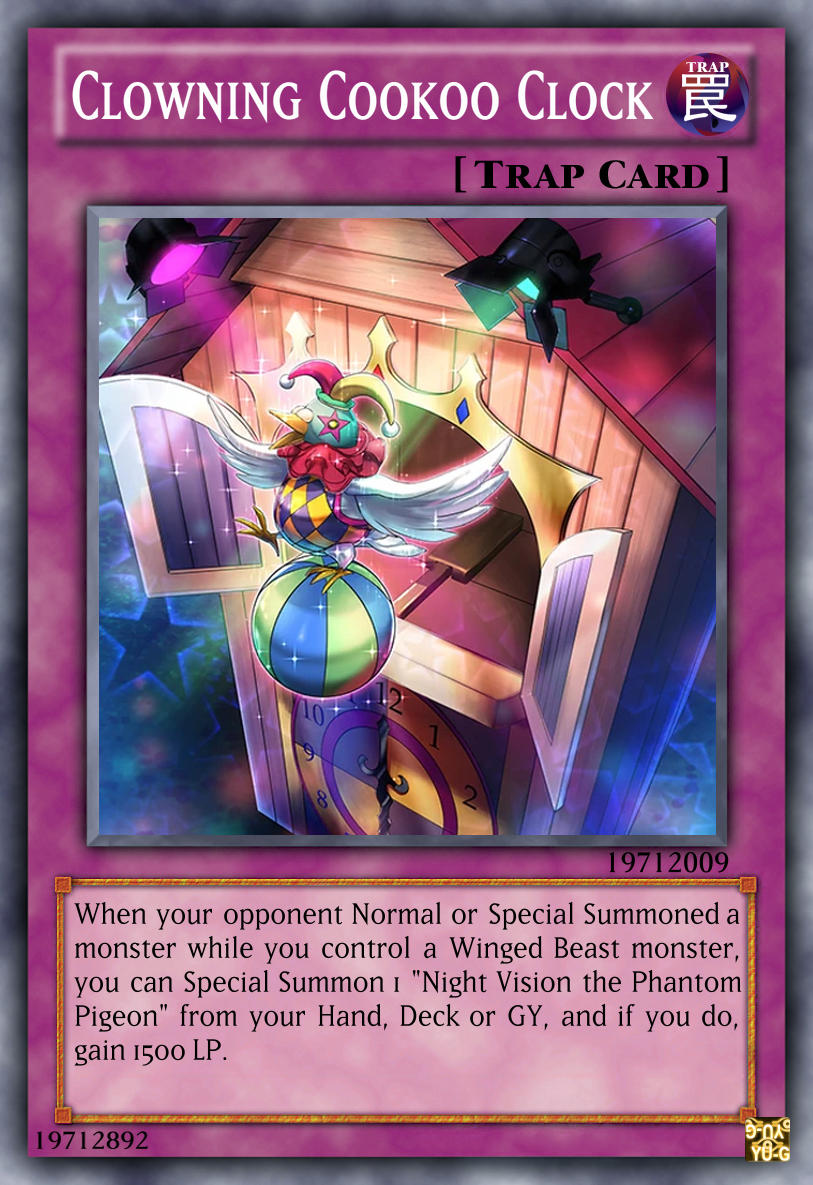 CLOWNING COOKOO CLOCK
TRAP
罠
[TRAP CARD]
12
10
1
9
2
8
19712009
When your opponent Normal or Special Summoned a
monster while you control a Winged Beast monster,
you can Special Summon 1 "Night Vision the Phantom
Pigeon" from your Hand, Deck or GY, and if you do,
gain 1500 LP.
19712892
YU-G